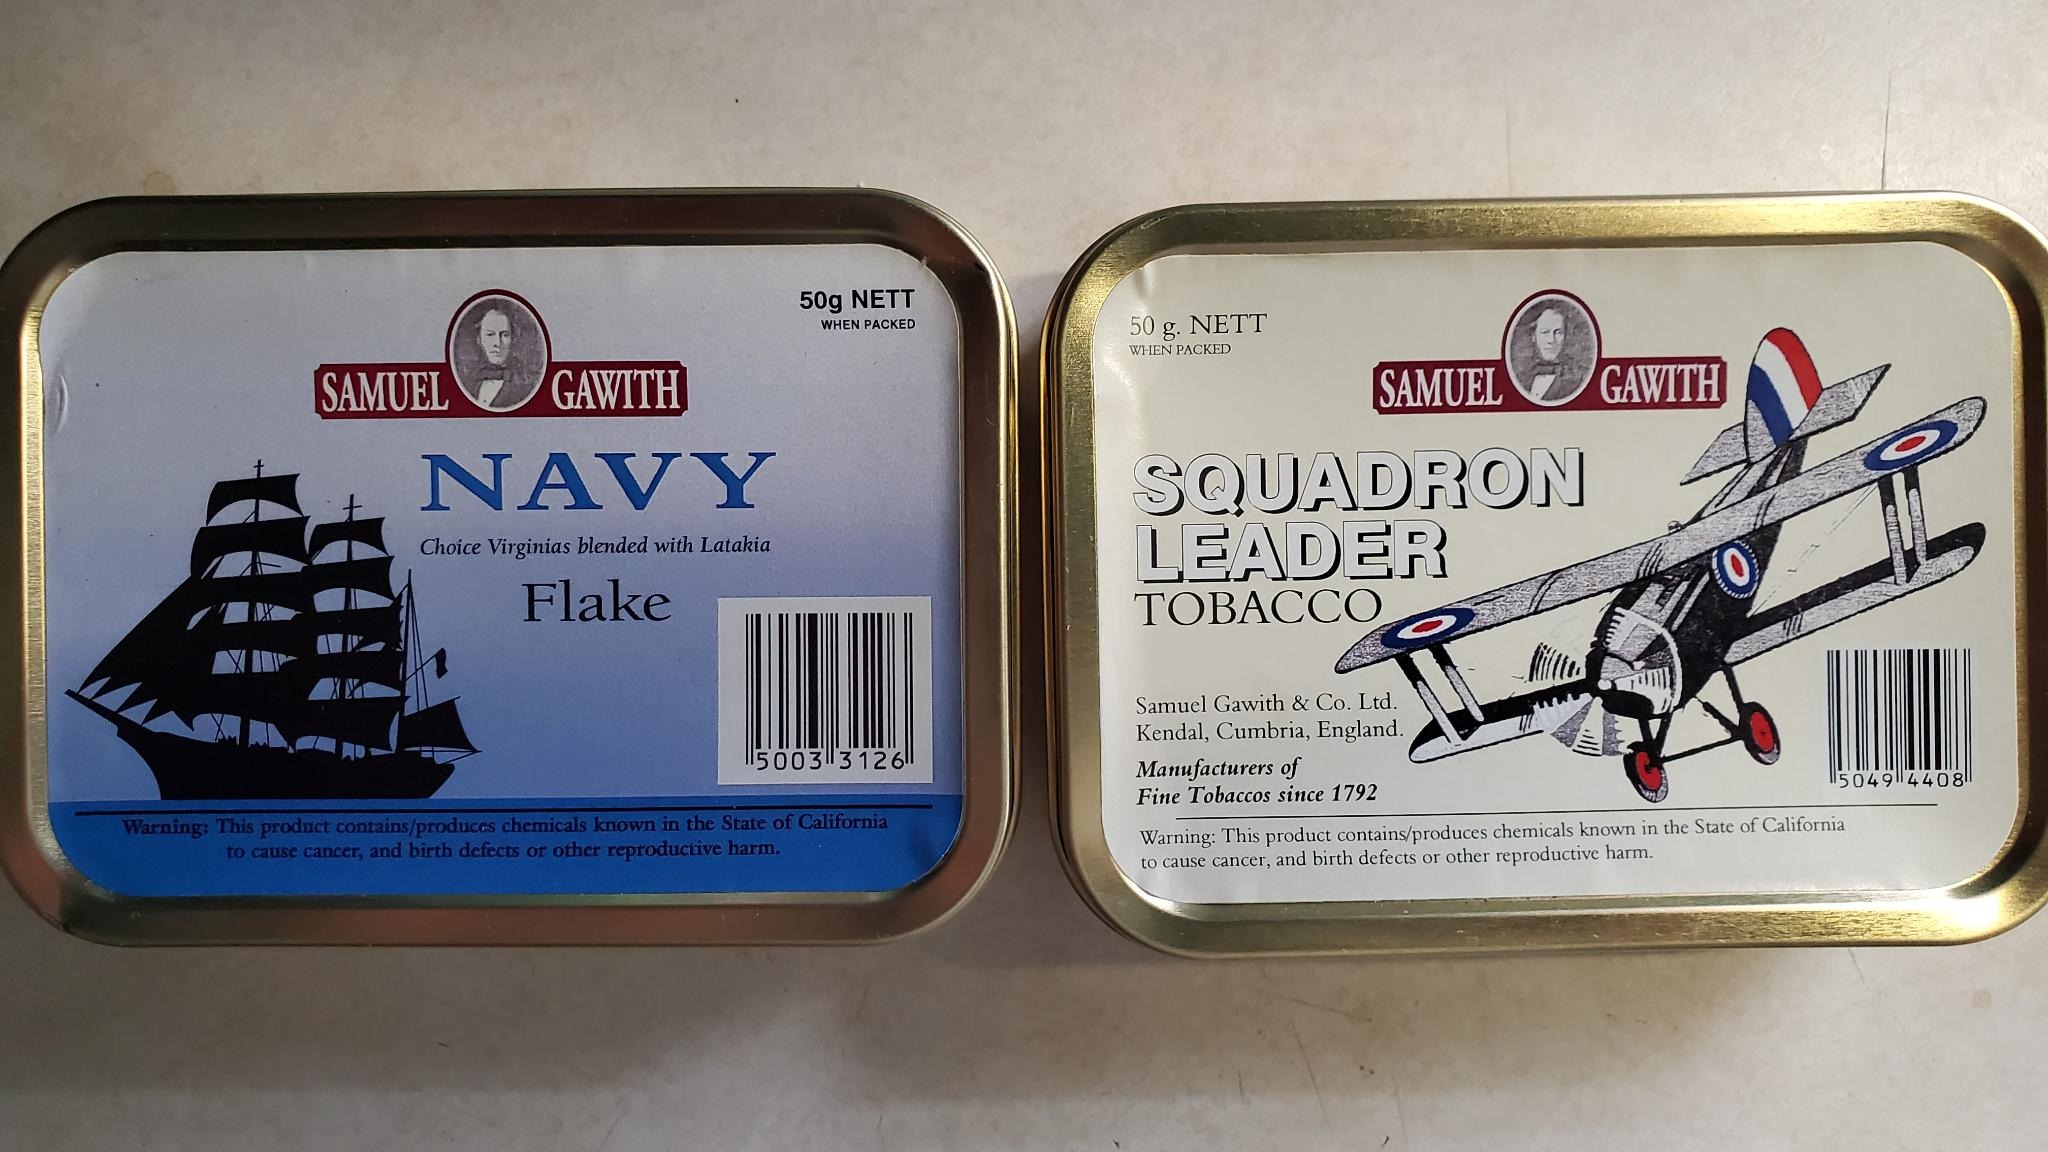 50g NETT
WHEN PACKED
SAMUEL GAWITH
NAVY
Choice Virginias blended with Latakia
Flake
5003 3126
Warning: This product contains/produces chemicals known in the State of California
to cause cancer, and birth defects or other reproductive harm.
50 g. NETT
WHEN PACKED
SAMUEL GAWITH
SQUADRON
LEADER
TOBACCO
Samuel Gawith & Co. Ltd.
Kendal, Cumbria, England.
Manufacturers of
Fine Tobaccos since 1792
5049 4408
Warning: This product contains/produces chemicals known in the State of California
to cause cancer, and birth defects or other reproductive harm.